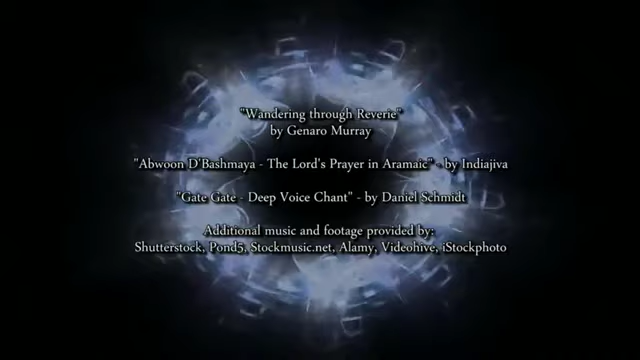 "Wandering through Reverie"
by Genaro Murray
"Abwoon D'Bashmaya - The Lord's Prayer in Aramaic" - by Indiajiva
"Gate Gate - Deep Voice Chant" - by Daniel Schmidt
Additional music and footage provided by:
Shutterstock, Pond5, Stockmusic.net, Alamy, Videohive, iStockphoto